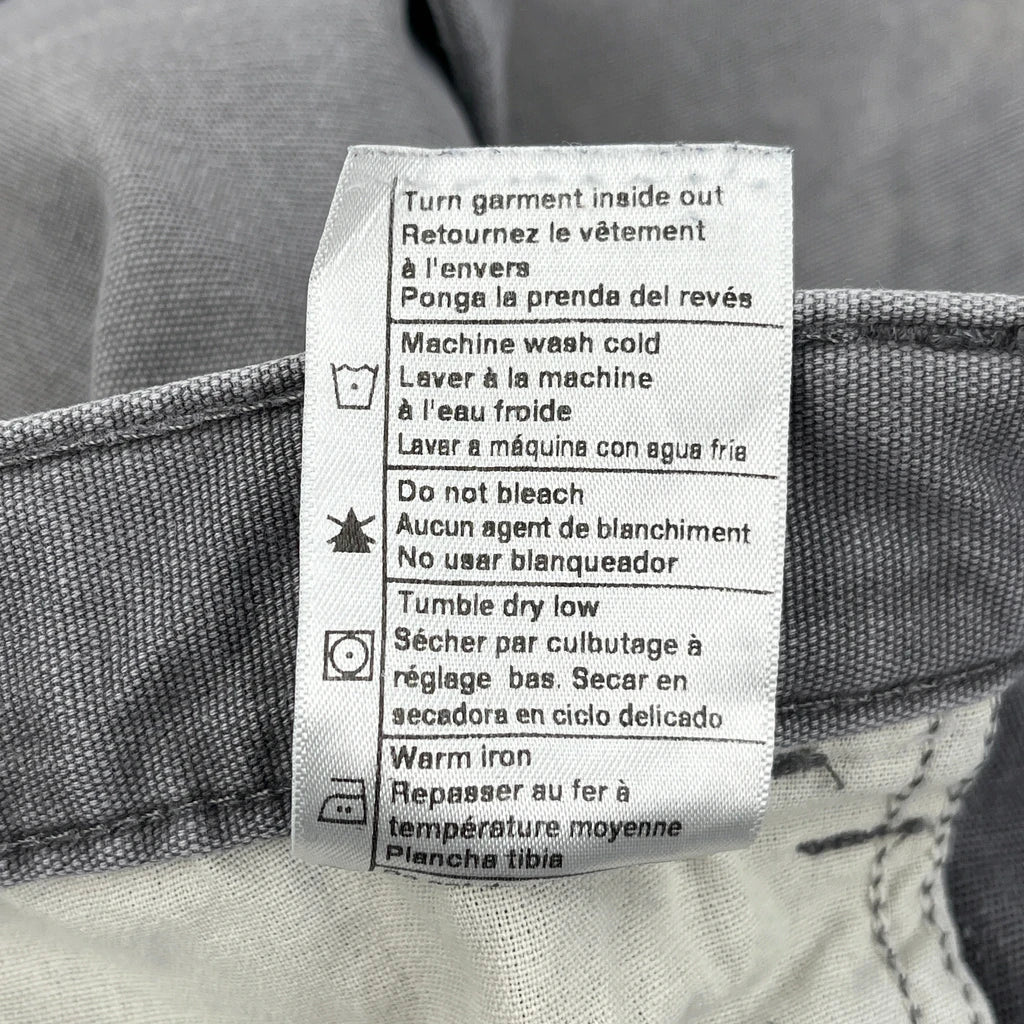 Turn garment inside out
Retournez le vêtement
à l'envers
Ponga la prenda del revés
Machine wash cold
Laver à la machine
à l'eau froide
Lavar a máquina con agua fría
Do not bleach
Aucun agent de blanchiment
No usar blanqueador
Tumble dry low
Sécher par culbutage à
réglage bas. Secar en
secadora en ciclo delicado
Warm iron
Repasser au fer à
température moyenne
Plancha tibia